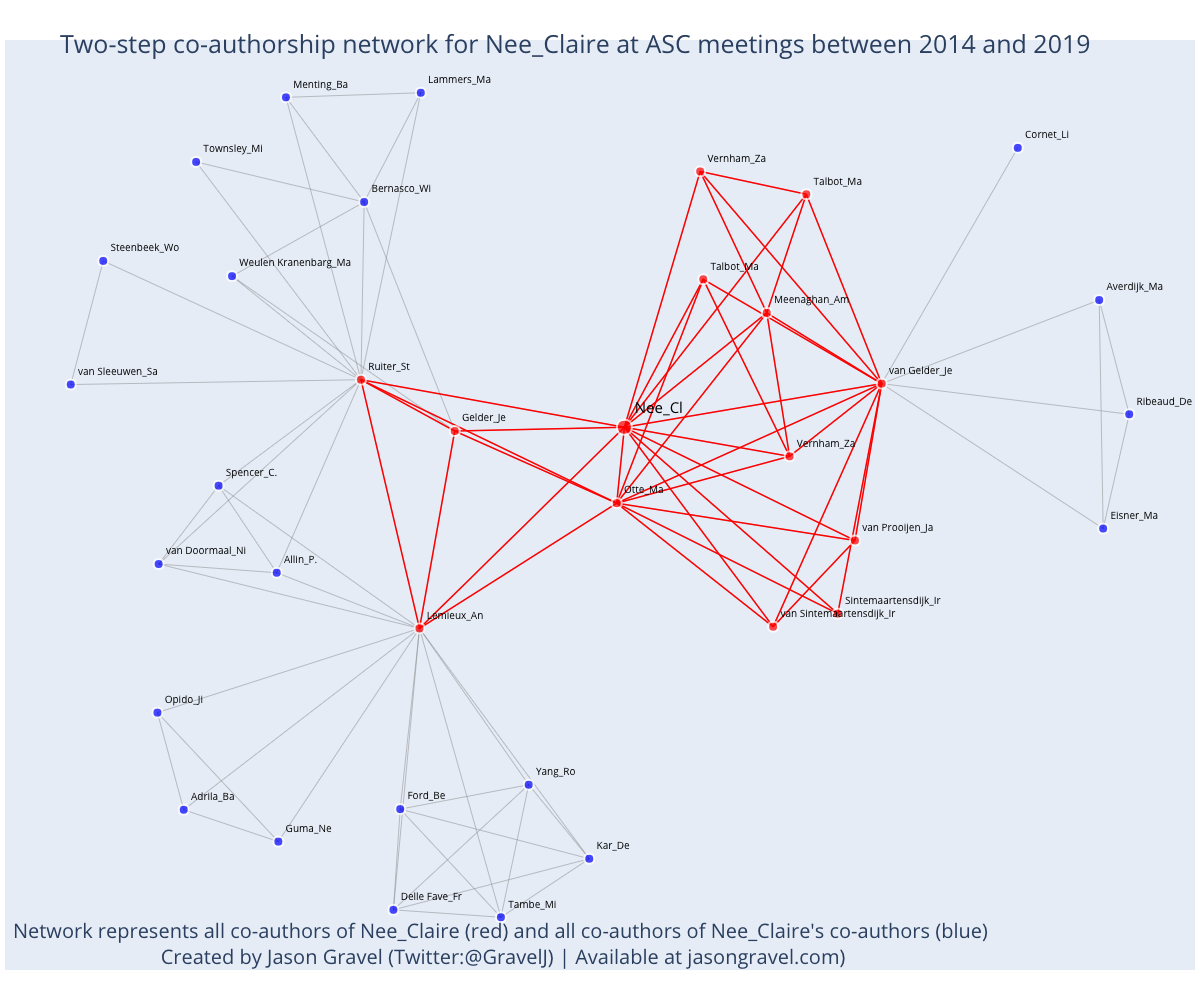 Two-step co-authorship network for Nee_Claire at ASC meetings between 2014 and 2019
Menting_Ba
Lammers_Ma
Cornet_Li
Townsley_Mi
Vernham_Za
Talbot_Ma
Bernasco_Wi
Steenbeek_Wo
Weulen Kranenbarg_Ma
Talbot_Ma
Averdijk_Ma
Meenaghan_Am
van Sleeuwen_Sa
Ruiter_St
van Gelder_Je
Ribeaud_De
Nee_Cl
Gelder_Je
Vernham_Za
Spencer_C.
Otte_Ma
Eisner_Ma
van Prooijen_Ja
van Doormaal_Ni
Allin_P.
Sintemaartensdijk_Ir
van Sintemaartensdijk_Ir
Lemieux_An
Opido_Ji
Yang_Ro
Adrila_Ba
Ford_Be
Guma_Ne
Kar_De
Delle Fave_Fr
Tambe_Mi
Network represents all co-authors of Nee_Claire (red) and all co-authors of Nee_Claire's co-authors (blue)
Created by Jason Gravel (Twitter:@GravelJ) | Available at jasongravel.com)